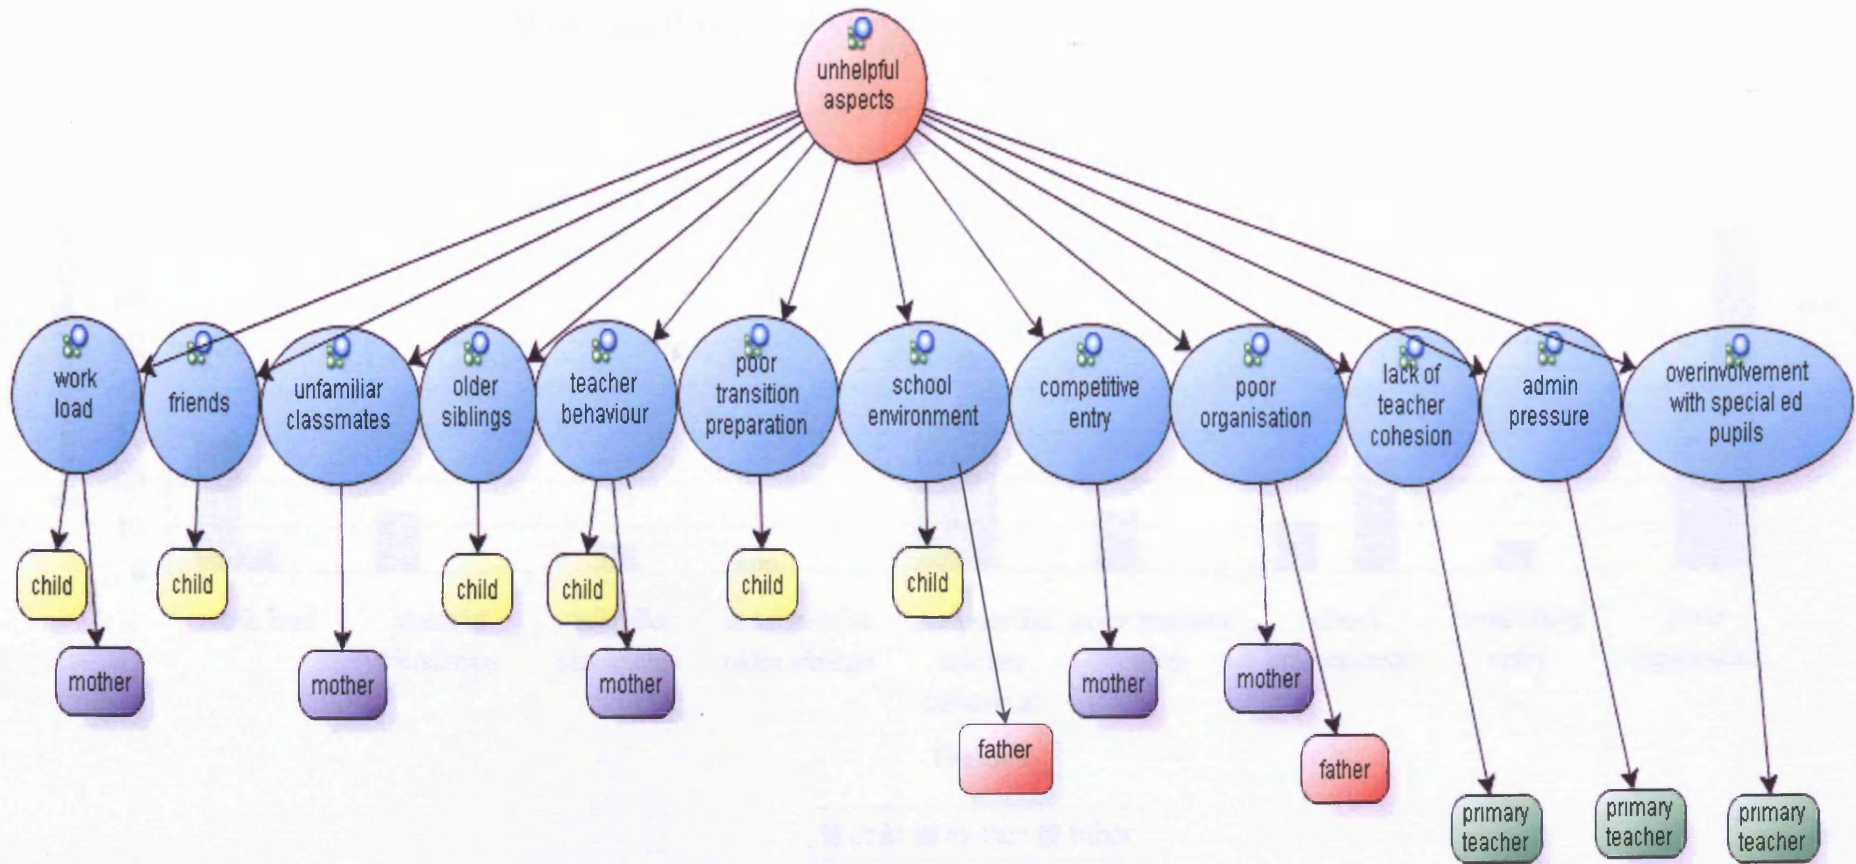 unhelpful
aspects
work
load
friends
unfamiliar
classmates
older
siblings
teacher
behaviour
poor
transition
preparation
school
environment
competitive
entry
poor
organisation
lack of
teacher
cohesion
admin
pressure
overinvolvement
with special ed
pupils
child
child
child
child
child
child
mother
mother
mother
mother
mother
father
father
primary
teacher
primary
teacher
primary
teacher